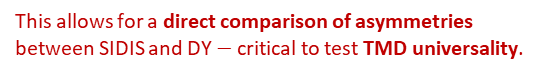 This allows for a direct comparison of asymmetries
between SIDIS and DY – critical to test TMD universality.